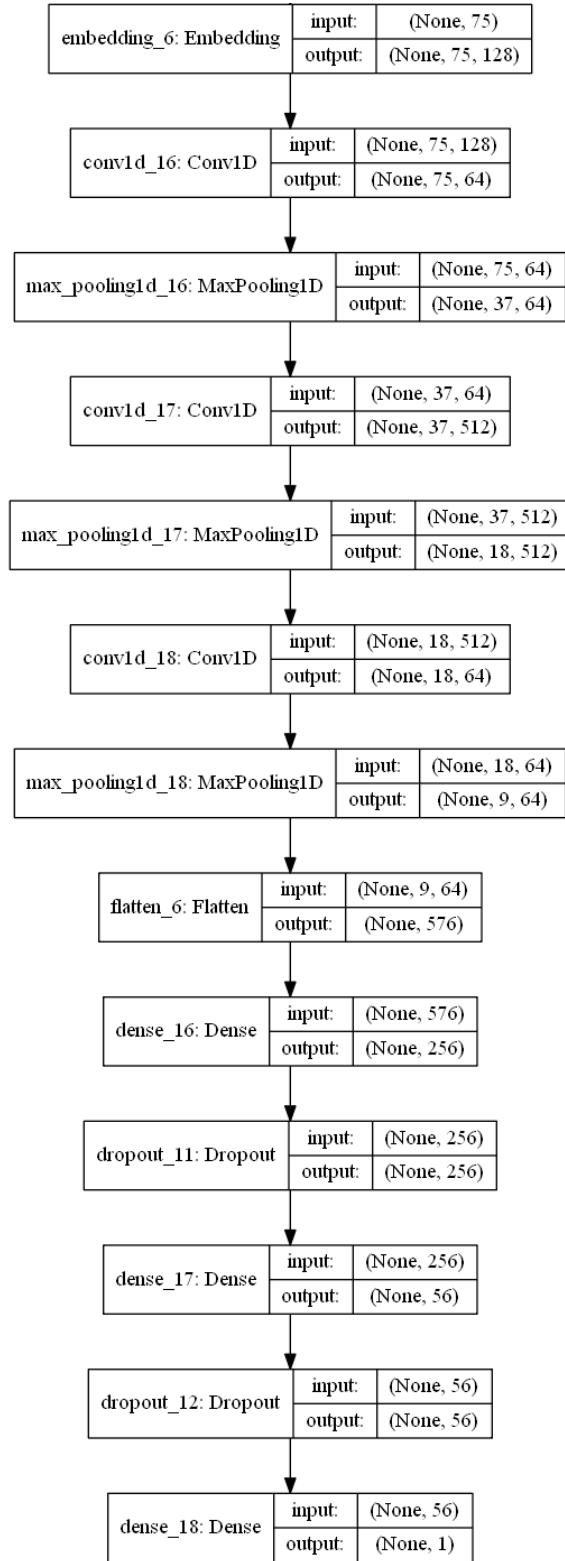 embedding_6: Embedding
input: (None, 75)
output: (None, 75, 128)
conv1d_16: Conv1D
input: (None, 75, 128)
output: (None, 75, 64)
max_pooling1d_16: MaxPooling1D
input: (None, 75, 64)
output: (None, 37, 64)
conv1d_17: Conv1D
input: (None, 37, 64)
output: (None, 37, 512)
max_pooling1d_17: MaxPooling1D
input: (None, 37, 512)
output: (None, 18, 512)
conv1d_18: Conv1D
input: (None, 18, 512)
output: (None, 18, 64)
max_pooling1d_18: MaxPooling1D
input: (None, 18, 64)
output: (None, 9, 64)
flatten_6: Flatten
input: (None, 9, 64)
output: (None, 576)
dense_16: Dense
input: (None, 576)
output: (None, 256)
dropout_11: Dropout
input: (None, 256)
output: (None, 256)
dense_17: Dense
input: (None, 256)
output: (None, 56)
dropout_12: Dropout
input: (None, 56)
output: (None, 56)
dense_18: Dense
input: (None, 56)
output: (None, 1)